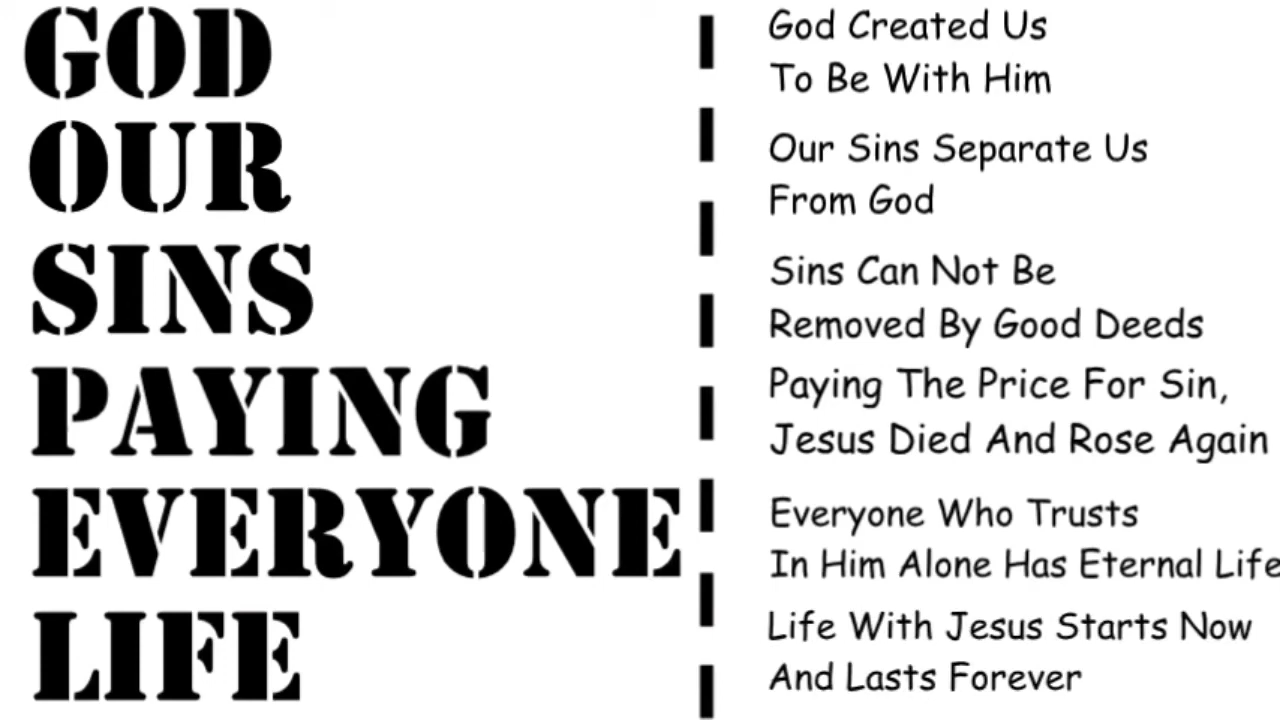 GOD
OUR
SINS
PAYING
EVERYONE
LIFE
God Created Us
To Be With Him
Our Sins Separate Us
From God
Sins Can Not Be
Removed By Good Deeds
Paying The Price For Sin,
Jesus Died And Rose Again
Everyone Who Trusts
In Him Alone Has Eternal Life
Life With Jesus Starts Now
And Lasts Forever